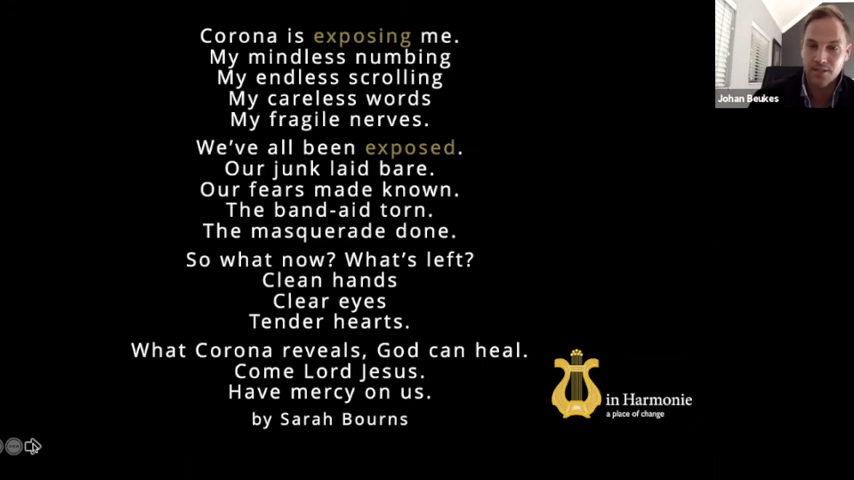 Corona is exposing me.
My mindless numbing
My endless scrolling
My careless words
My fragile nerves.
We've all been exposed.
Our junk laid bare.
Our fears made known.
The band-aid torn.
The masquerade done.
So what now? What's left?
Clean hands
Clear eyes
Tender hearts.
What Corona reveals, God can heal.
Come Lord Jesus.
Have mercy on us.
by Sarah Bourns
in Harmonie
a place of change
Johan Beukes